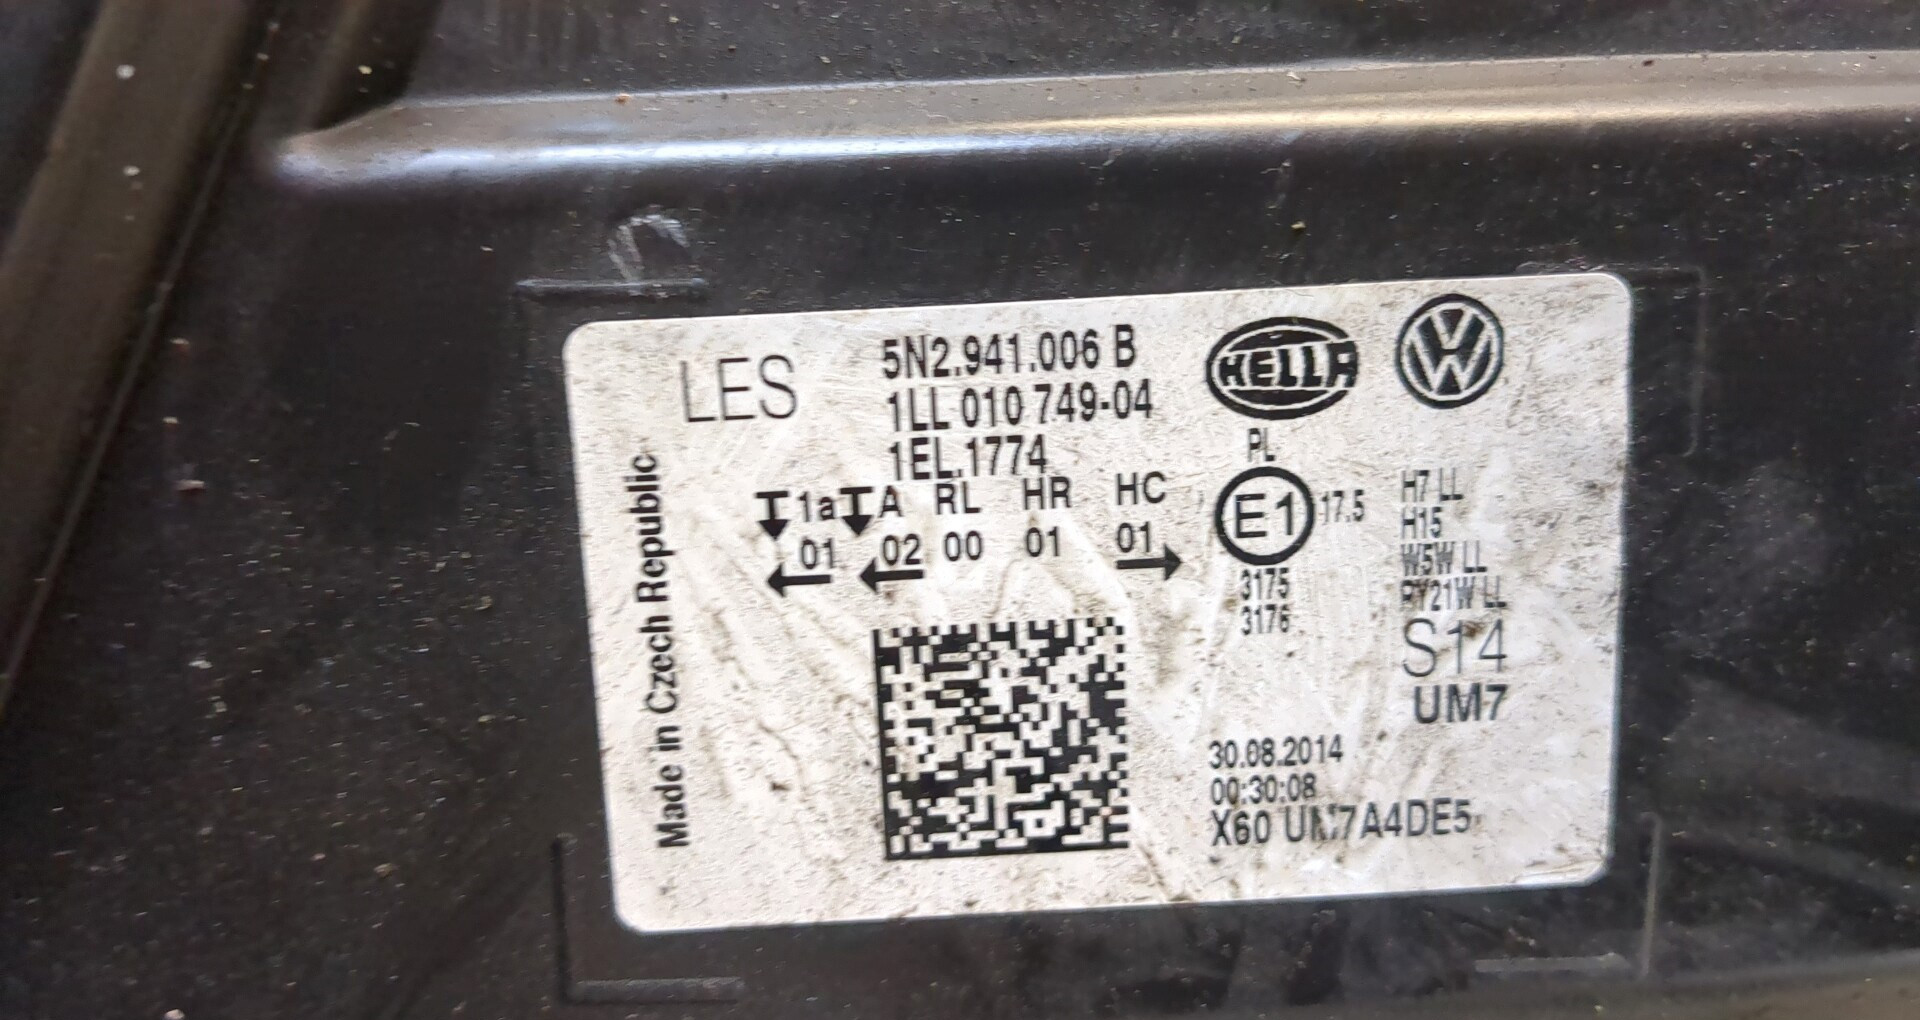 LES
5N2.941.006 B
1LL 010 749-04
1EL.1774
HELLA
VW
PL
1a A RL HR HC
01 02 00 01 01
E1 17.5
3175
3176
H7 LL
H15
W5W LL
PY21W LL
S14
UM7
30.08.2014
00:30:08
X60 UM7A4DE5
Made in Czech Republic